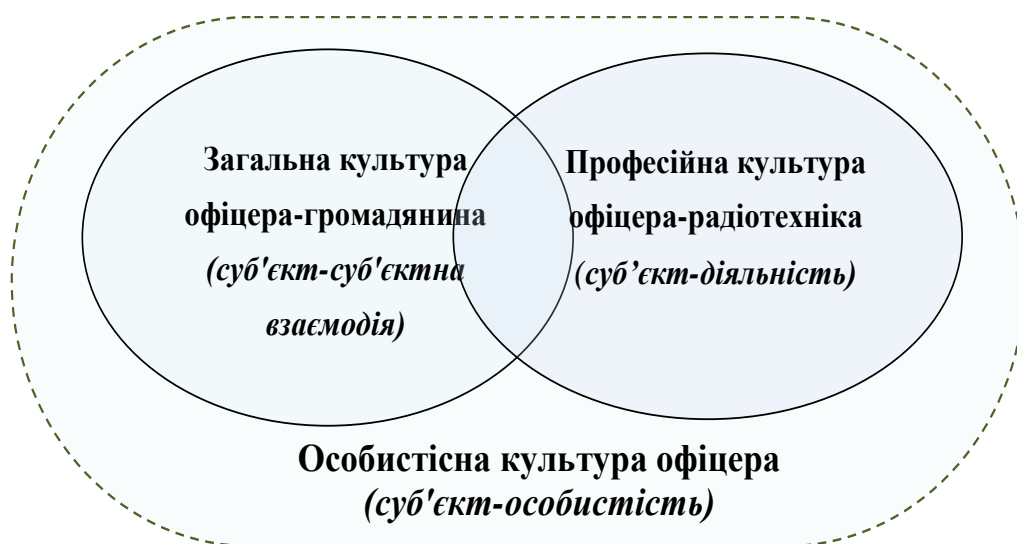 Загальна культура
офіцера-громадянина
(суб'єкт-суб'єктна
взаємодія)
Професійна культура
офіцера-радіотехніка
(суб’єкт-діяльність)
Особистісна культура офіцера
(суб'єкт-особистість)